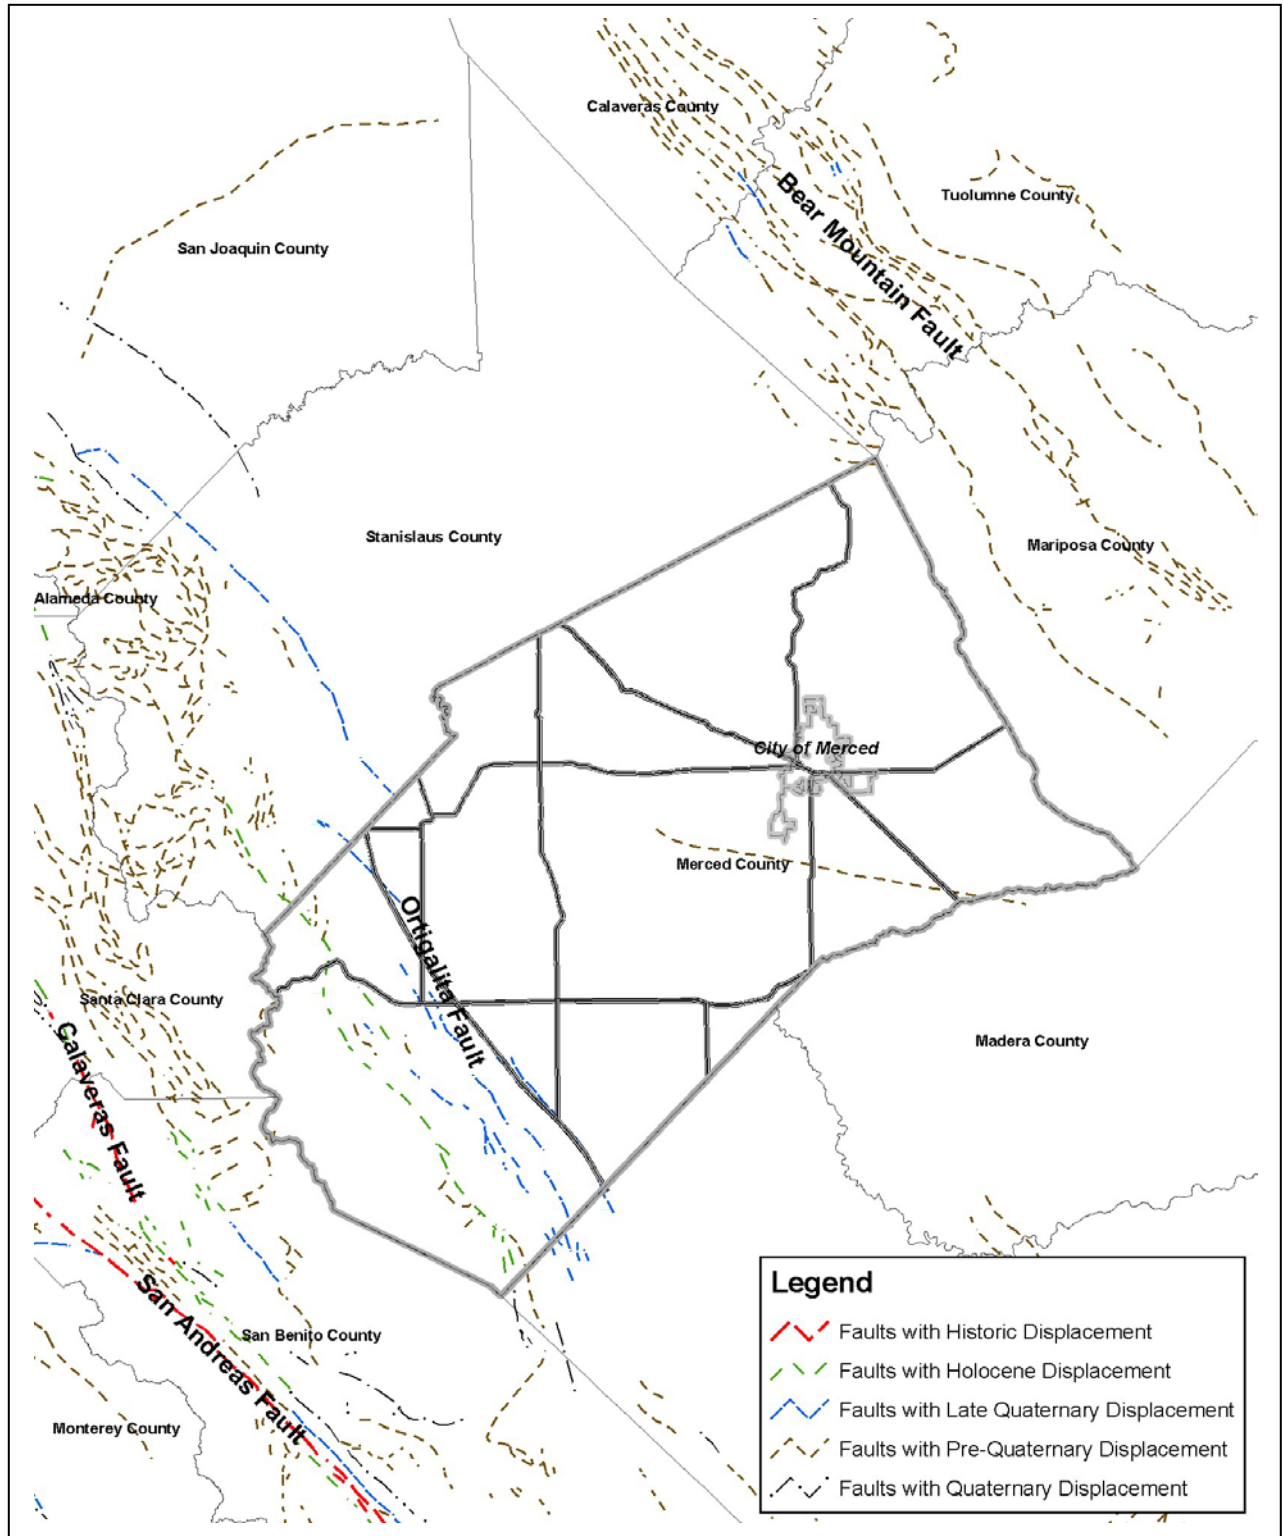 Calaveras County
Tuolumne County
Bear Mountain Fault
San Joaquin County
Stanislaus County
Mariposa County
Alameda County
City of Merced
Merced County
Ortigalita Fault
Santa Clara County
Calaveras Fault
Madera County
San Andreas Fault
San Benito County
Monterey County
Legend
Faults with Historic Displacement
Faults with Holocene Displacement
Faults with Late Quaternary Displacement
Faults with Pre-Quaternary Displacement
Faults with Quaternary Displacement